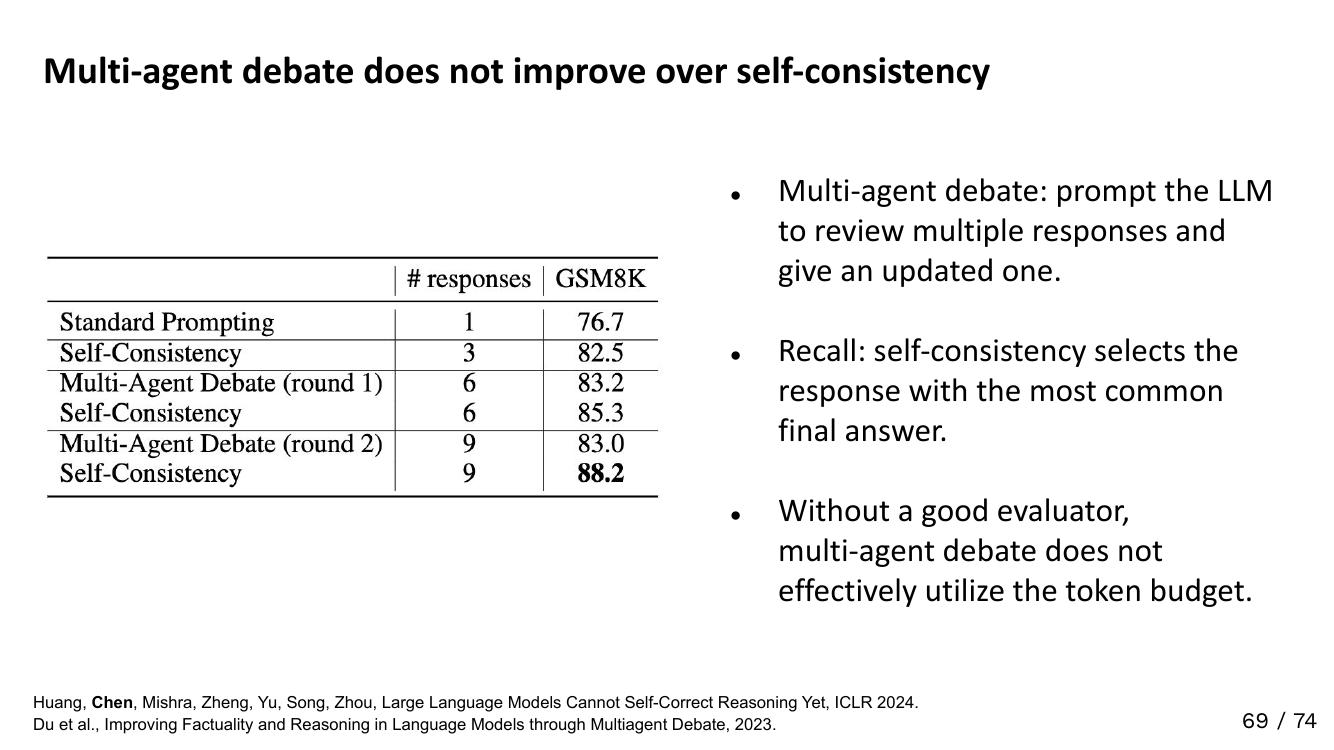 Multi-agent debate does not improve over self-consistency
# responses GSM8K
Standard Prompting 1 76.7
Self-Consistency 3 82.5
Multi-Agent Debate (round 1) 6 83.2
Self-Consistency 6 85.3
Multi-Agent Debate (round 2) 9 83.0
Self-Consistency 9 88.2
● Multi-agent debate: prompt the LLM
to review multiple responses and
give an updated one.
● Recall: self-consistency selects the
response with the most common
final answer.
● Without a good evaluator,
multi-agent debate does not
effectively utilize the token budget.
Huang, Chen, Mishra, Zheng, Yu, Song, Zhou, Large Language Models Cannot Self-Correct Reasoning Yet, ICLR 2024.
Du et al., Improving Factuality and Reasoning in Language Models through Multiagent Debate, 2023.
69 / 74